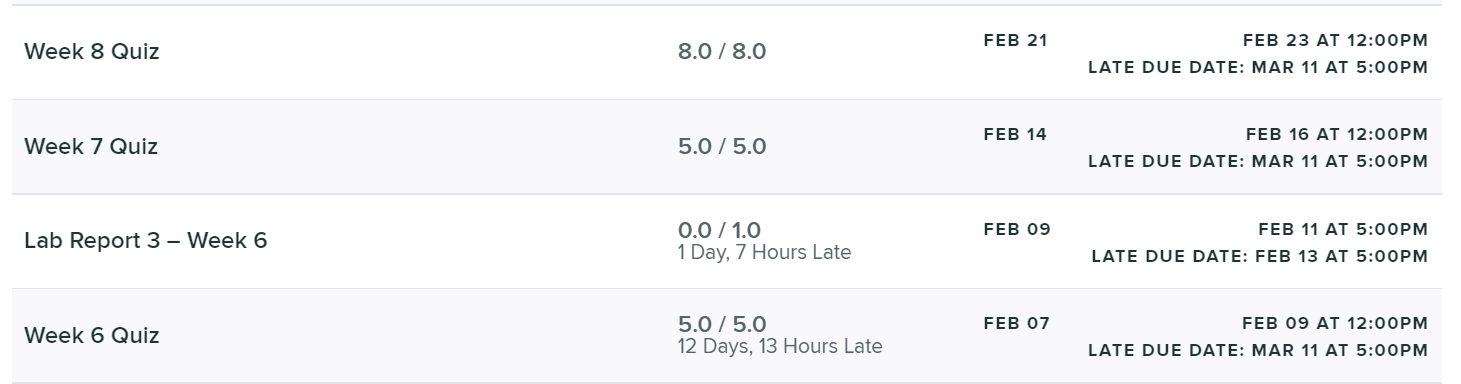 Week 8 Quiz
8.0 / 8.0
FEB 21
FEB 23 AT 12:00PM
LATE DUE DATE: MAR 11 AT 5:00PM
Week 7 Quiz
5.0 / 5.0
FEB 14
FEB 16 AT 12:00PM
LATE DUE DATE: MAR 11 AT 5:00PM
Lab Report 3 – Week 6
0.0 / 1.0
1 Day, 7 Hours Late
FEB 09
FEB 11 AT 5:00PM
LATE DUE DATE: FEB 13 AT 5:00PM
Week 6 Quiz
5.0 / 5.0
12 Days, 13 Hours Late
FEB 07
FEB 09 AT 12:00PM
LATE DUE DATE: MAR 11 AT 5:00PM